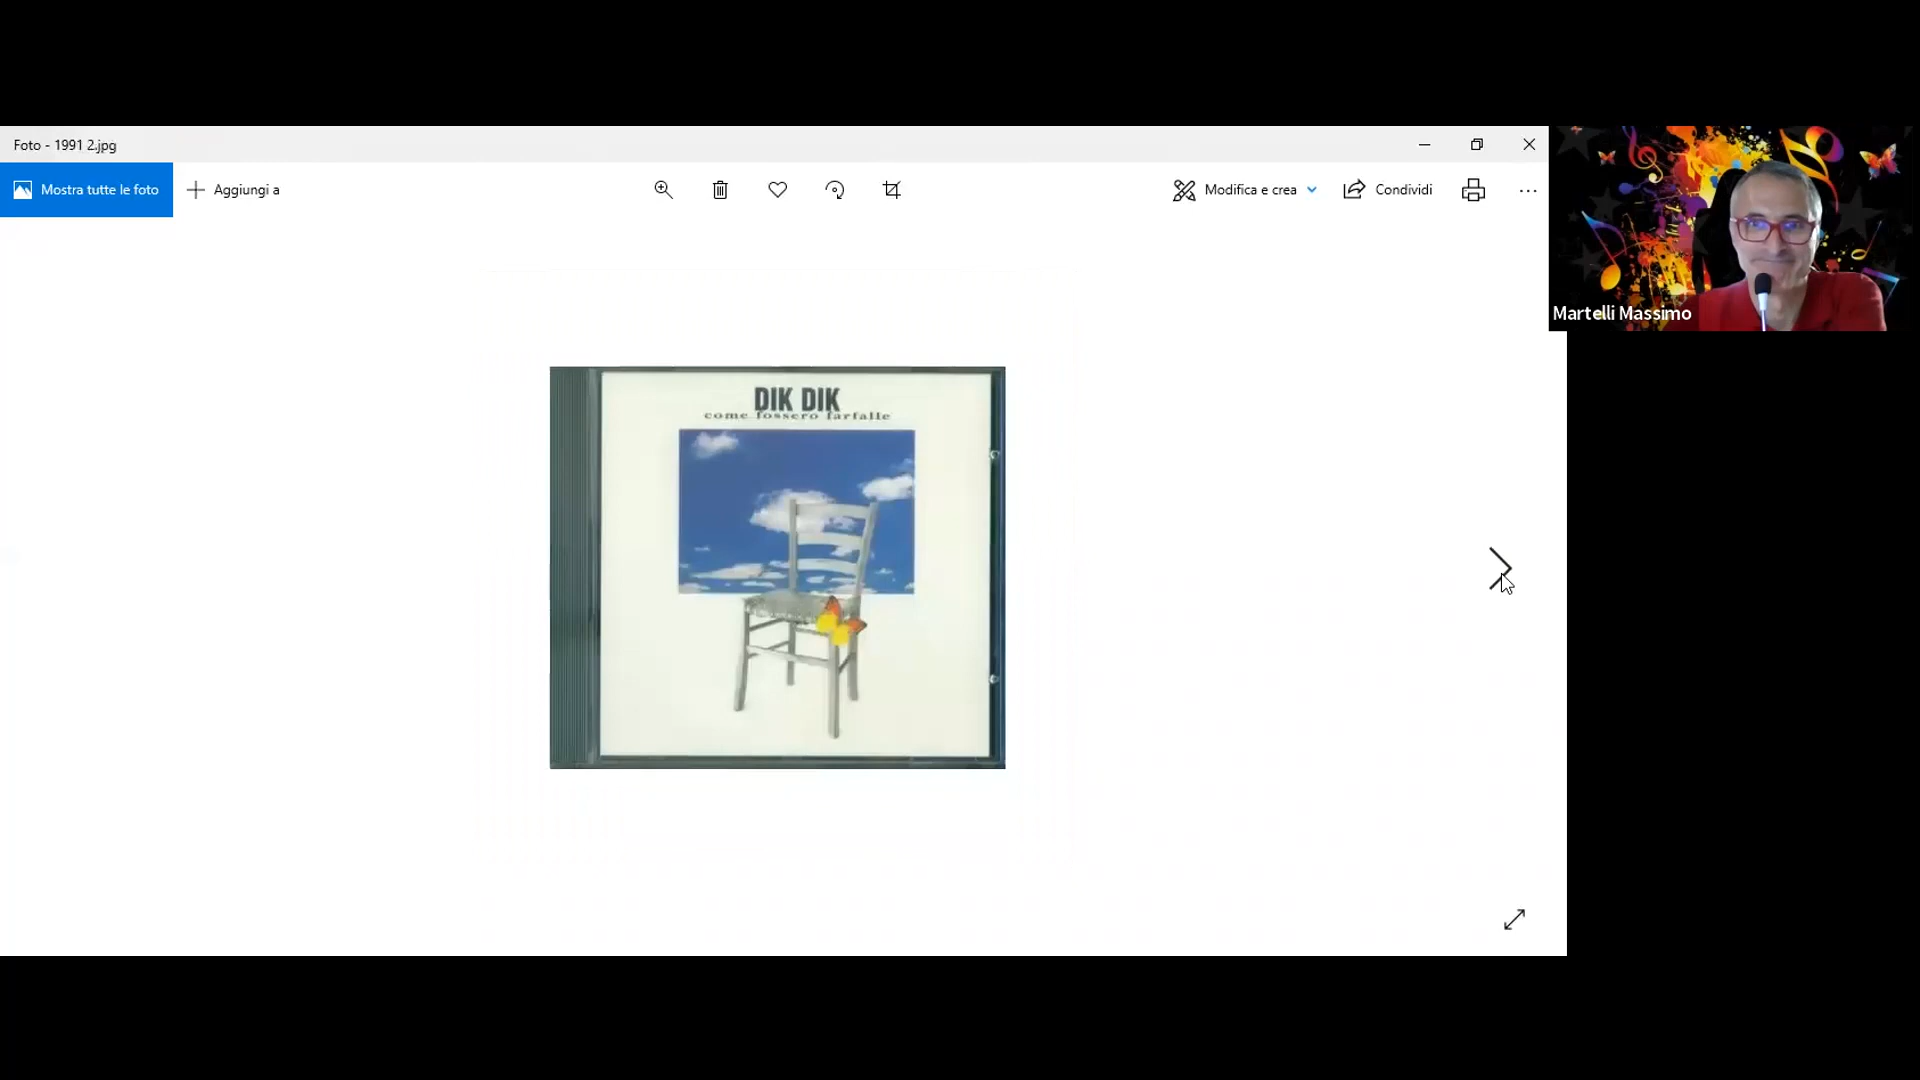 Foto - 1991 2.jpg
Mostra tutte le foto
Aggiungi a
Modifica e crea
Condividi
Martelli Massimo
DIK DIK
come fossero farfalle